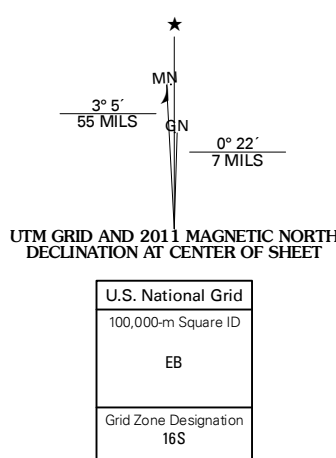 MN
3° 5´
55 MILS
GN
0° 22´
7 MILS
UTM GRID AND 2011 MAGNETIC NORTH
DECLINATION AT CENTER OF SHEET
U.S. National Grid
100,000-m Square ID
EB
Grid Zone Designation
16S